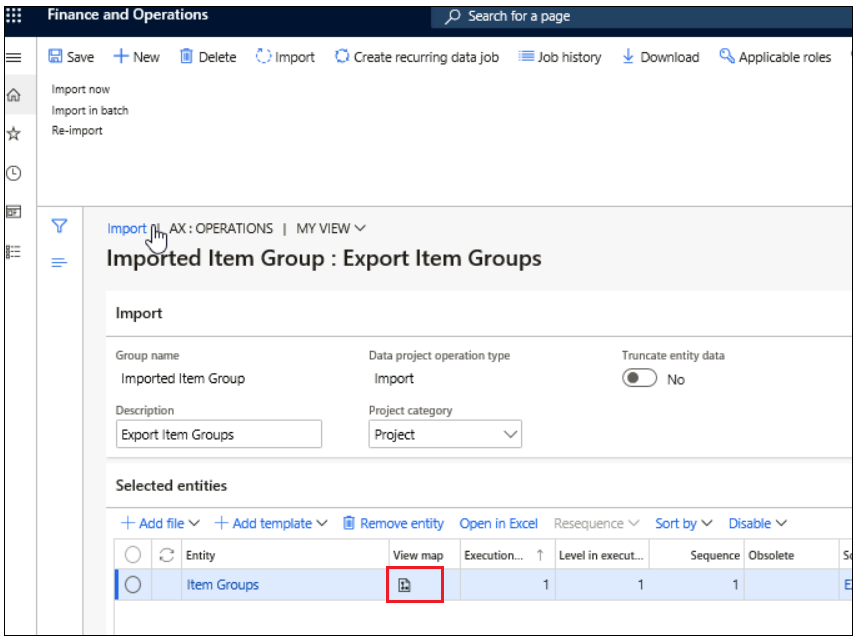 Finance and Operations
Search for a page
Save New Delete Import Create recurring data job Job history Download Applicable roles
Import now
Import in batch
Re-import
Import | AX : OPERATIONS | MY VIEW
Imported Item Group : Export Item Groups
Import
Group name Data project operation type Truncate entity data
Imported Item Group Import No
Description Project category
Export Item Groups Project
Selected entities
Add file Add template Remove entity Open in Excel Resequence Sort by Disable
Entity View map Execution... Level in execut... Sequence Obsolete
Item Groups 1 1 1